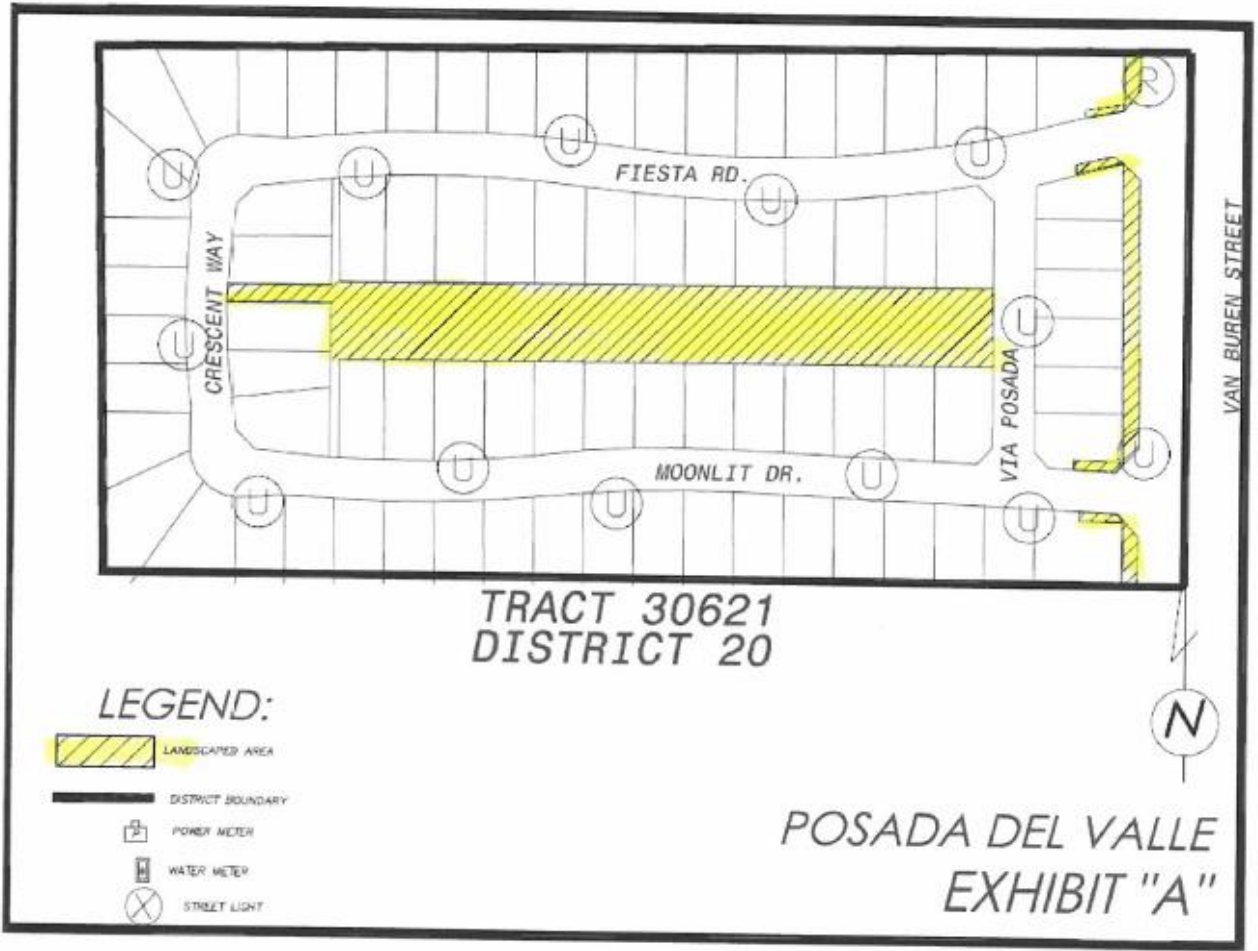 R
U
U
U
U
FIESTA RD.
U
CRESCENT WAY
VAN BUREN STREET
U
U
VIA POSADA
U
U
MOONLIT DR.
U
U
U
U
TRACT 30621
DISTRICT 20
LEGEND:
LANDSCAPED AREA
DISTRICT BOUNDARY
P POWER METER
WATER METER
X STREET LIGHT
N
POSADA DEL VALLE
EXHIBIT "A"